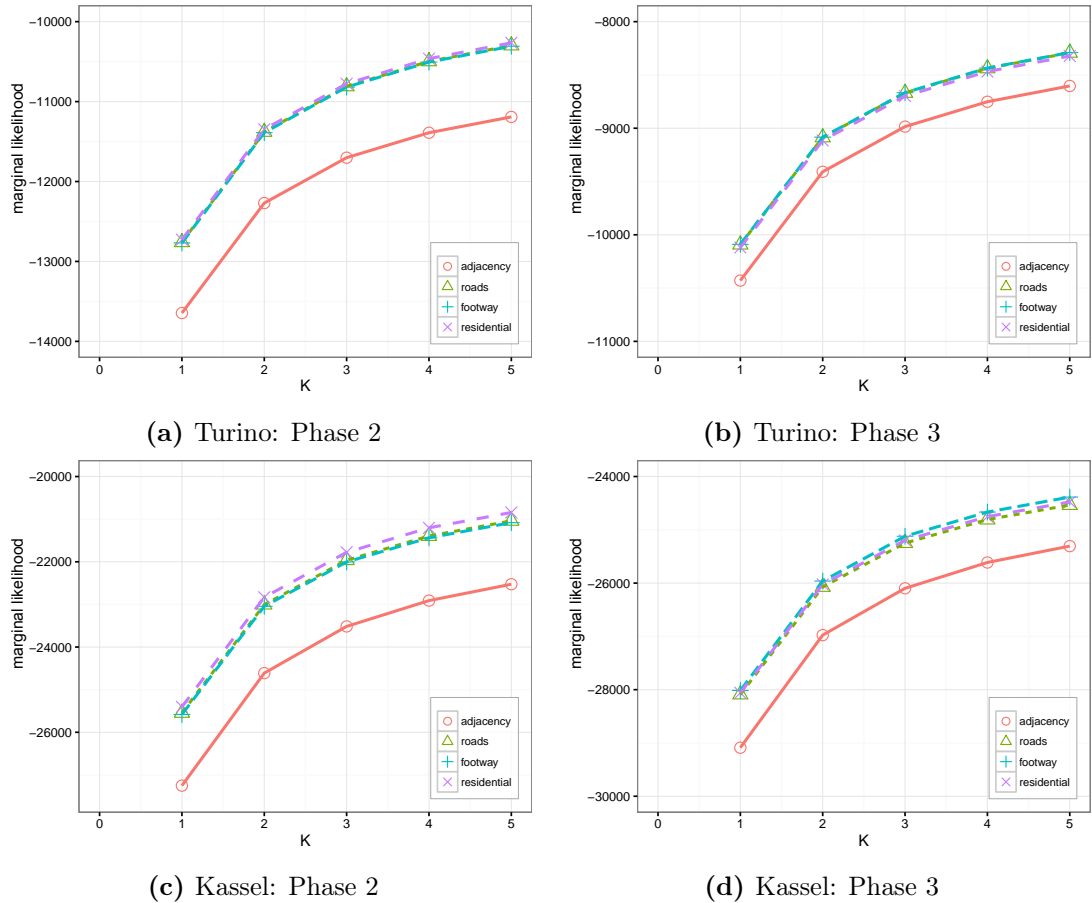 −10000
−11000
−12000
−13000
−14000
marginal likelihood
adjacency
roads
footway
residential
0 1 2 3 4 5
K
(a) Turino: Phase 2
−8000
−9000
−10000
−11000
marginal likelihood
adjacency
roads
footway
residential
0 1 2 3 4 5
K
(b) Turino: Phase 3
−20000
−22000
−24000
−26000
marginal likelihood
adjacency
roads
footway
residential
0 1 2 3 4 5
K
(c) Kassel: Phase 2
−24000
−26000
−28000
−30000
marginal likelihood
adjacency
roads
footway
residential
0 1 2 3 4 5
K
(d) Kassel: Phase 3